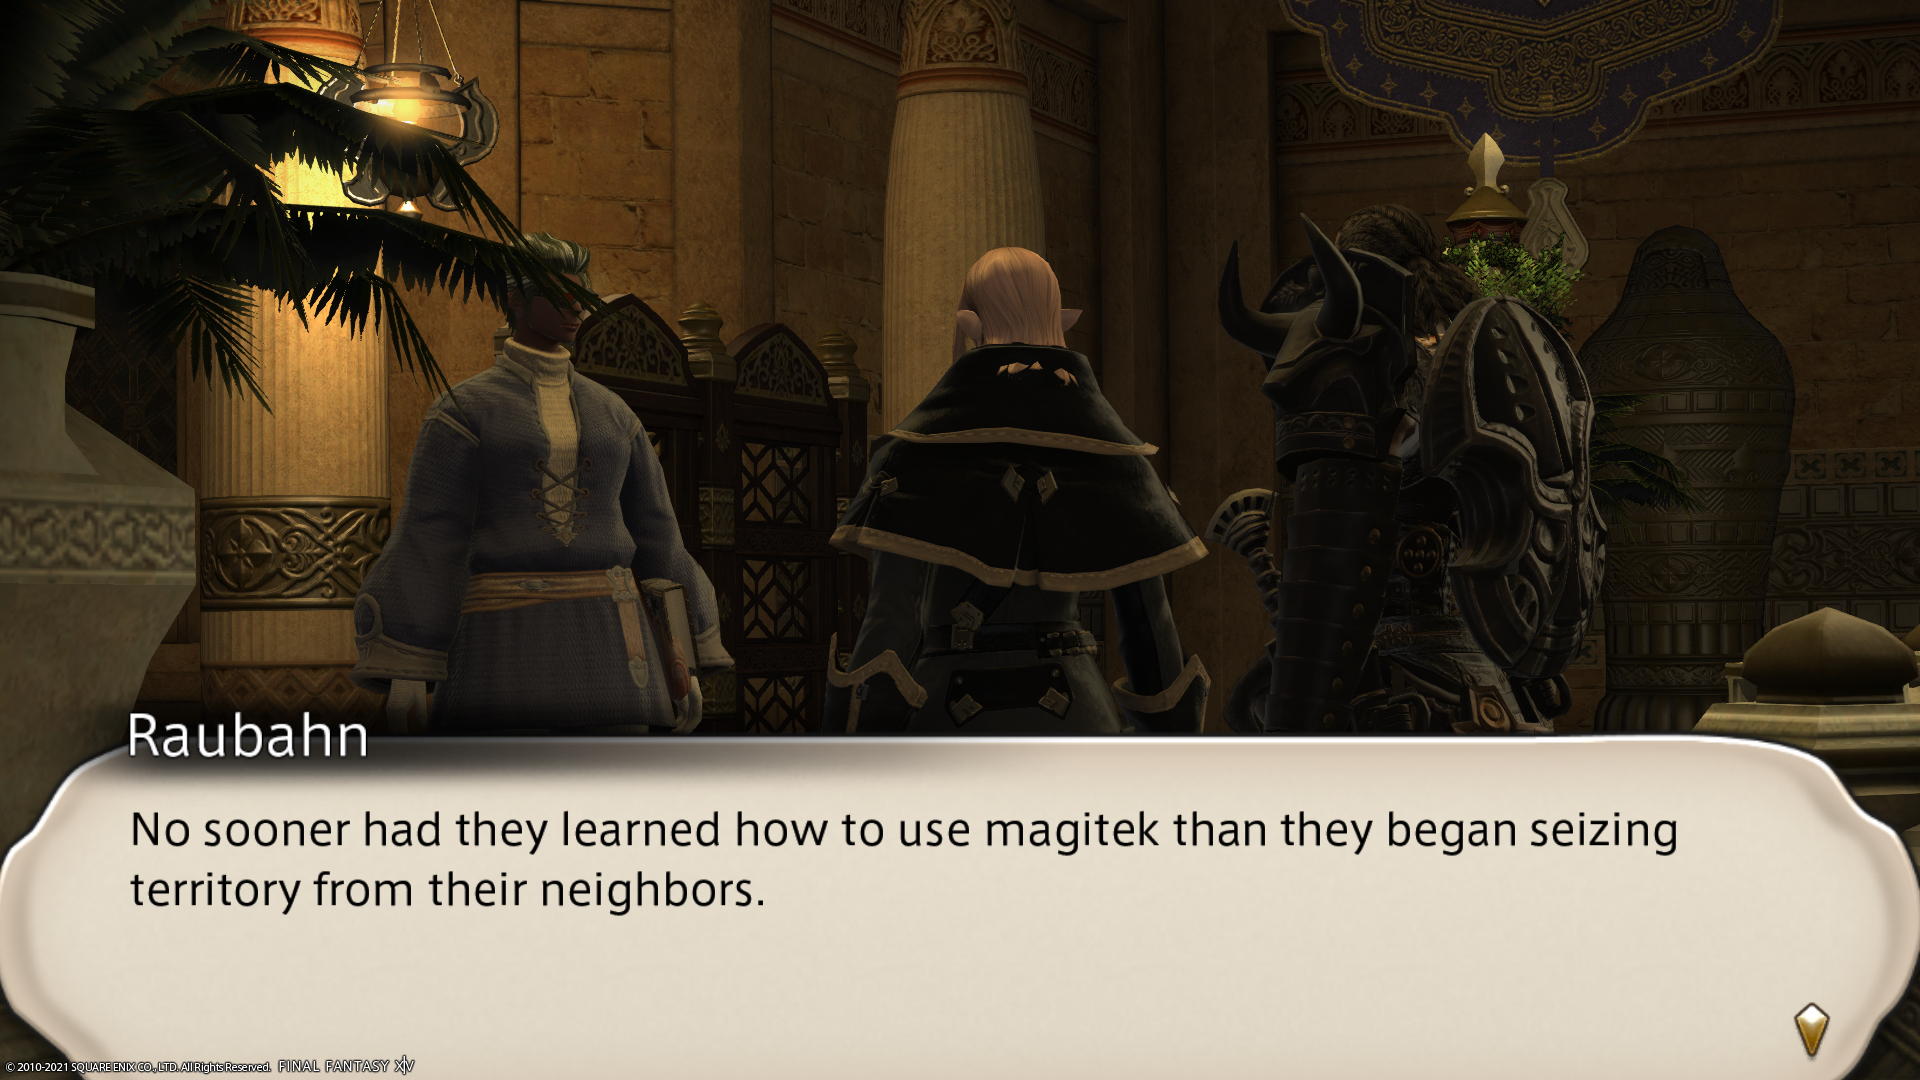 Raubahn
No sooner had they learned how to use magitek than they began seizing
territory from their neighbors.
© 2010-2021 SQUARE ENIX CO., LTD. All Rights Reserved. FINAL FANTASY XIV